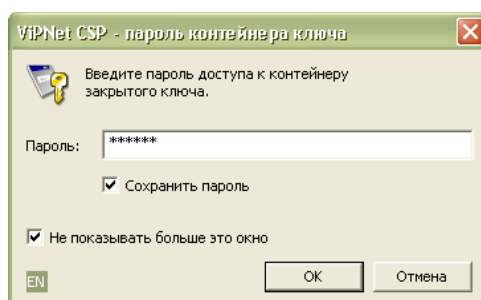 ViPNet CSP - пароль контейнера ключа
Введите пароль доступа к контейнеру
закрытого ключа.
Пароль: ******
Сохранить пароль
Не показывать больше это окно
EN OK Отмена